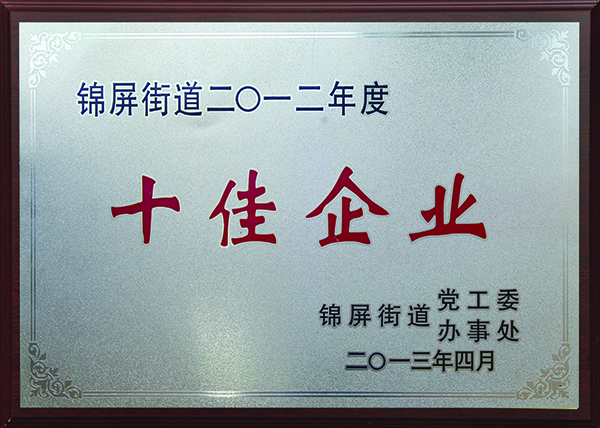 锦屏街道二〇一二年度
十佳企业
锦屏街道 党工委
办事处
二〇一三年四月